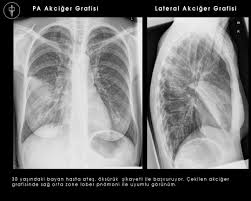 PA Akciğer Grafisi
Lateral Akciğer Grafisi
30 yaşındaki bayan hasta ateş, öksürük şikayeti ile başvuruyor. Çekilen akciğer
grafisinde sağ orta zone lober pnömoni ile uyumlu görünüm.